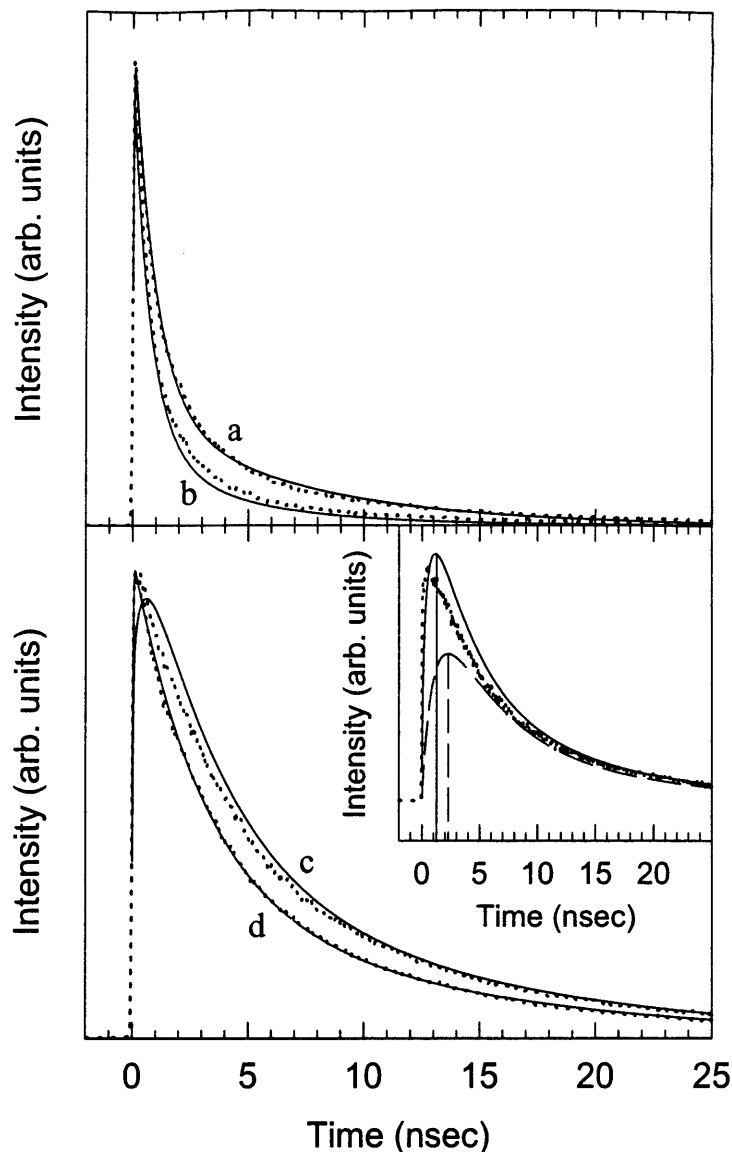 Intensity (arb. units)
a
b
Intensity (arb. units)
c
d
Intensity (arb. units)
0 5 10 15 20
Time (nsec)
0 5 10 15 20 25
Time (nsec)